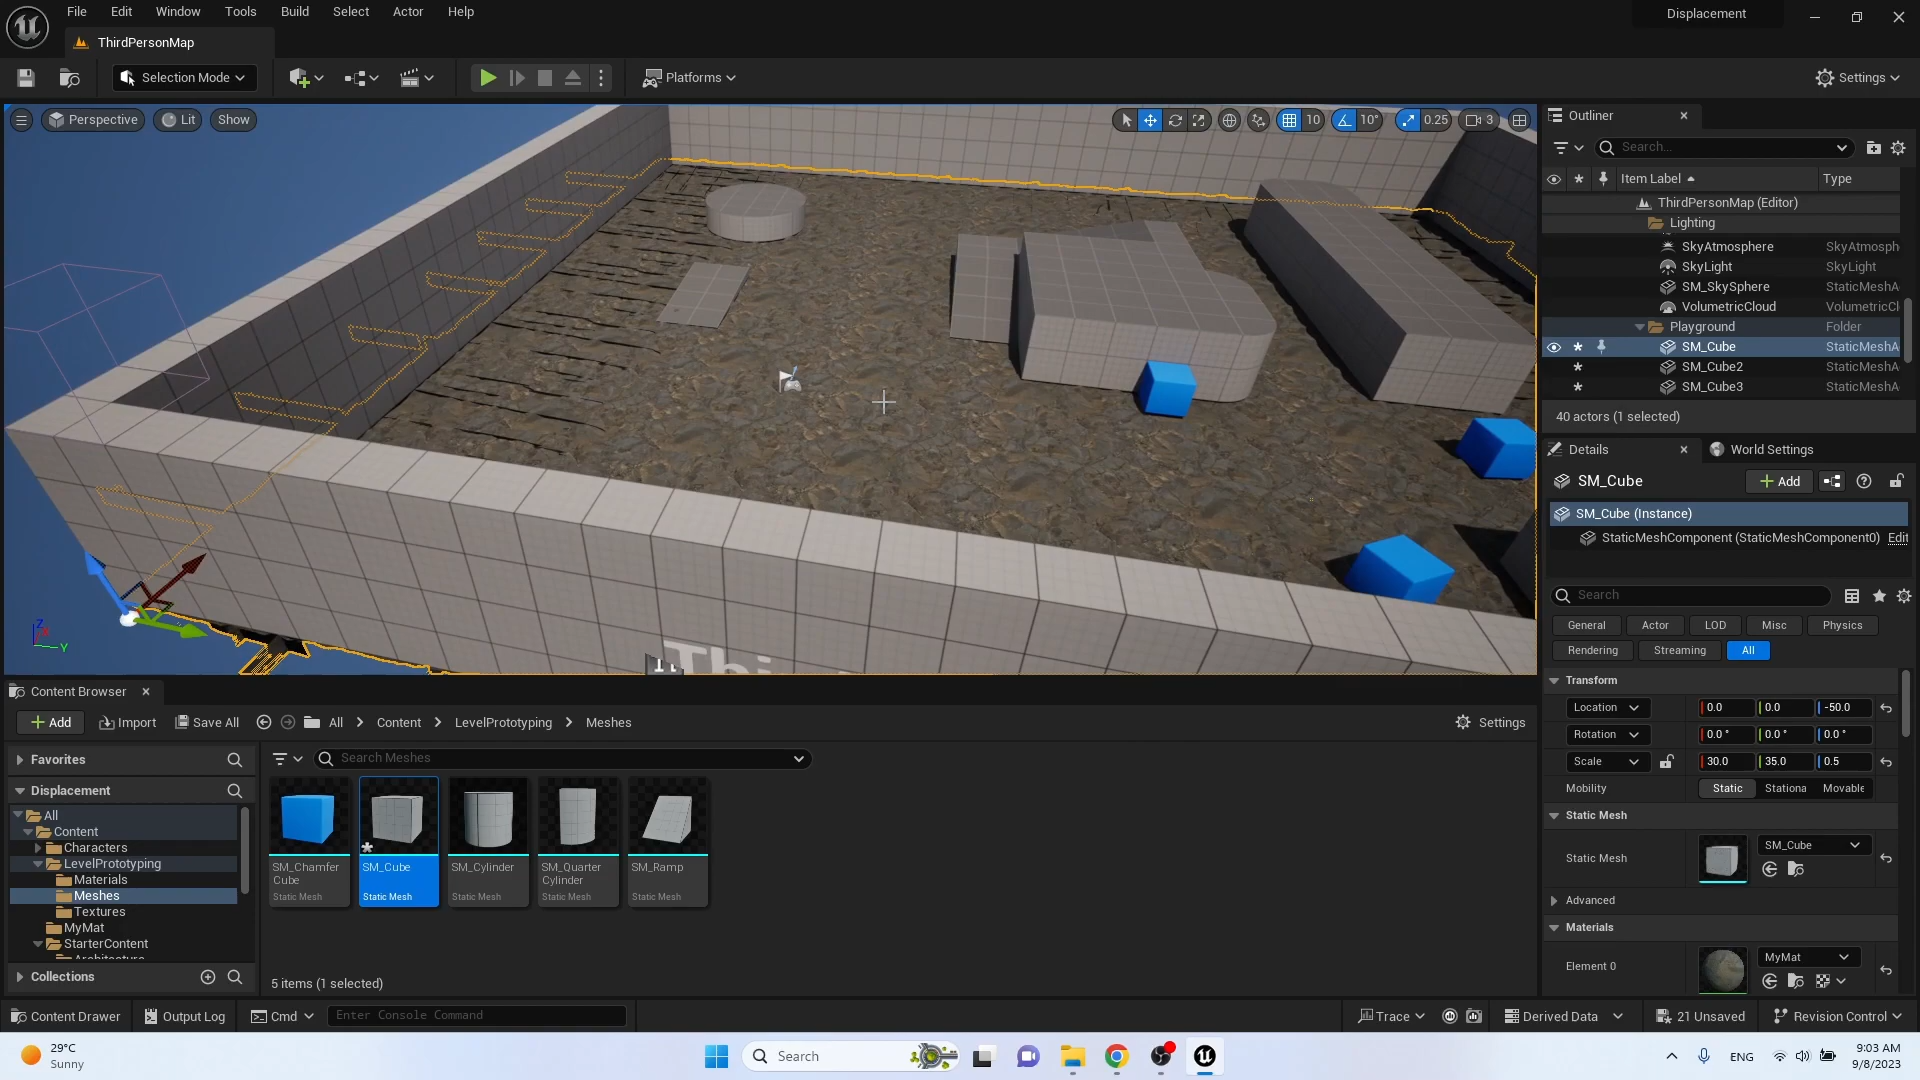 File Edit Window Tools Build Select Actor Help
Displacement
ThirdPersonMap
Selection Mode
Platforms
Settings
Perspective Lit Show
10 10° 0.25 3
Outliner
Search...
Item Label Type
ThirdPersonMap (Editor)
Lighting
SkyAtmosphere SkyAtmosph
SkyLight SkyLight
SM_SkySphere StaticMeshA
VolumetricCloud VolumetricCl
Playground Folder
SM_Cube StaticMeshA
SM_Cube2 StaticMeshA
SM_Cube3 StaticMeshA
40 actors (1 selected)
Details World Settings
SM_Cube Add
SM_Cube (Instance)
StaticMeshComponent (StaticMeshComponent0) Edit
Search
General Actor LOD Misc Physics
Rendering Streaming All
Transform
Location 0.0 0.0 -50.0
Rotation 0.0 ° 0.0 ° 0.0 °
Scale 30.0 35.0 0.5
Mobility Static Stationa Movable
Static Mesh
Static Mesh SM_Cube
Advanced
Materials
Element 0 MyMat
Z
Y
Thi
Content Browser
Add Import Save All All Content LevelPrototyping Meshes Settings
Favorites
Displacement
All
Content
Characters
LevelPrototyping
Materials
Meshes
Textures
MyMat
StarterContent
Architecture
Collections
Search Meshes
SM_Chamfer
Cube
Static Mesh
SM_Cube
Static Mesh
SM_Cylinder
Static Mesh
SM_Quarter
Cylinder
Static Mesh
SM_Ramp
Static Mesh
5 items (1 selected)
Content Drawer Output Log Cmd Enter Console Command Trace Derived Data 21 Unsaved Revision Control
29°C
Sunny
Search
ENG
9:03 AM
9/8/2023